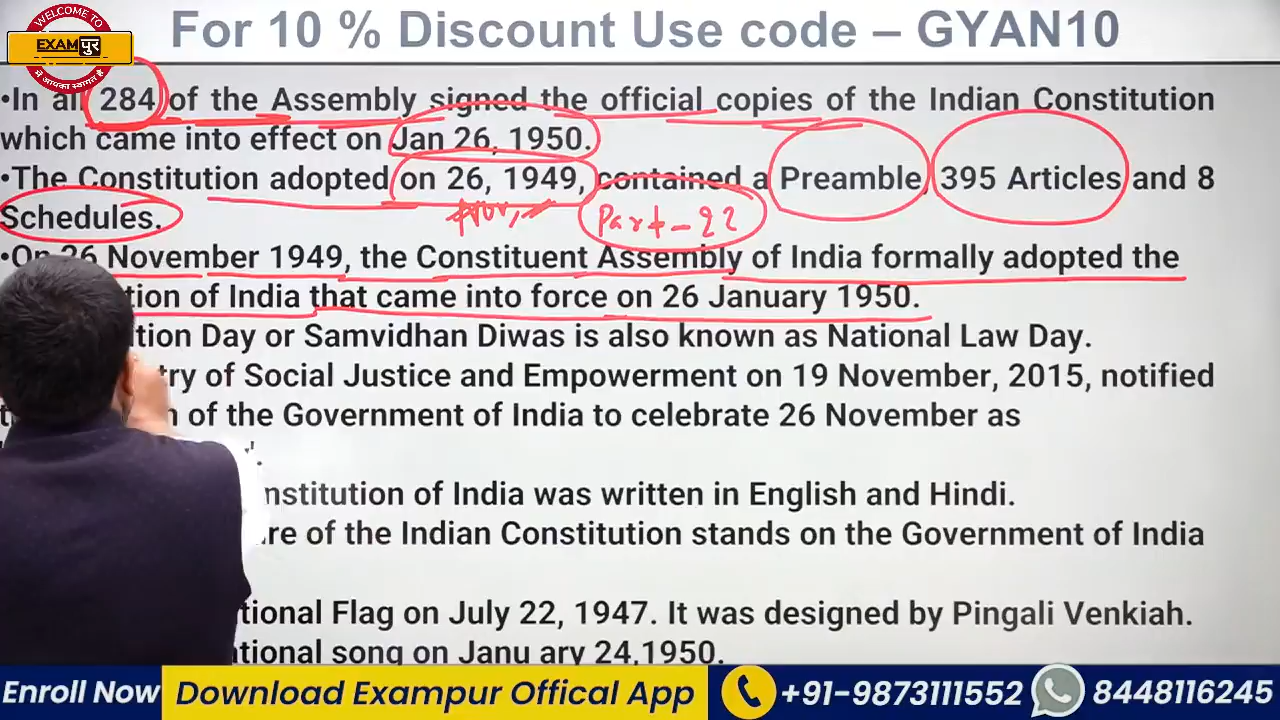 For 10 % Discount Use code – GYAN10
WELCOME TO
EXAMपुर
में आपका स्वागत है
•In all 284 of the Assembly signed the official copies of the Indian Constitution
which came into effect on Jan 26, 1950.
•The Constitution adopted on 26, 1949, contained a Preamble, 395 Articles and 8
Schedules.
Part-22
•On 26 November 1949, the Constituent Assembly of India formally adopted the
tion of India that came into force on 26 January 1950.
tion Day or Samvidhan Diwas is also known as National Law Day.
try of Social Justice and Empowerment on 19 November, 2015, notified
n of the Government of India to celebrate 26 November as
'.
nstitution of India was written in English and Hindi.
re of the Indian Constitution stands on the Government of India
tional Flag on July 22, 1947. It was designed by Pingali Venkiah.
tional song on Janu ary 24,1950.
Enroll Now Download Exampur Offical App +91-9873111552 8448116245